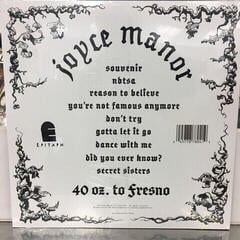 joyce manor
souvenir
nbtsa
reason to believe
you're not famous anymore
don't try
gotta let it go
dance with me
did you ever know?
secret sisters
EPITAPH
40 oz. to Fresno